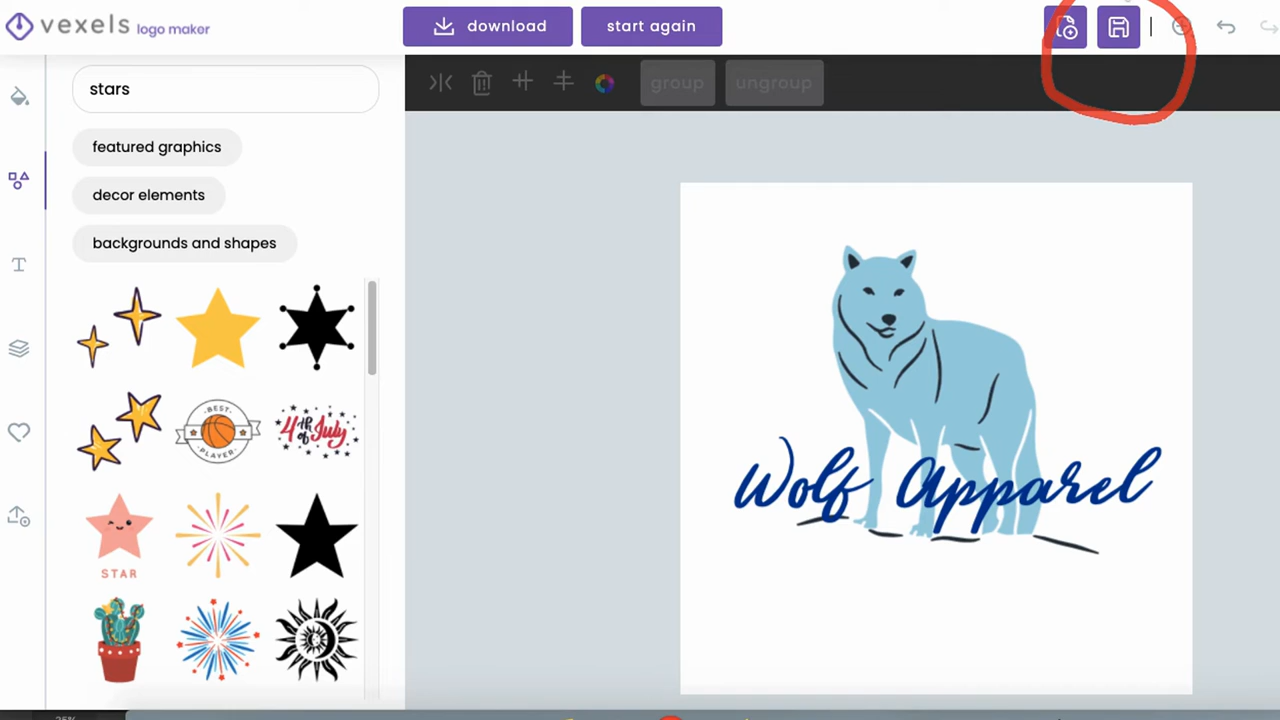 vexels logo maker
download
start again
stars
group
ungroup
featured graphics
decor elements
backgrounds and shapes
BEST
PLAYER
4th
of July
STAR
Wolf Apparel